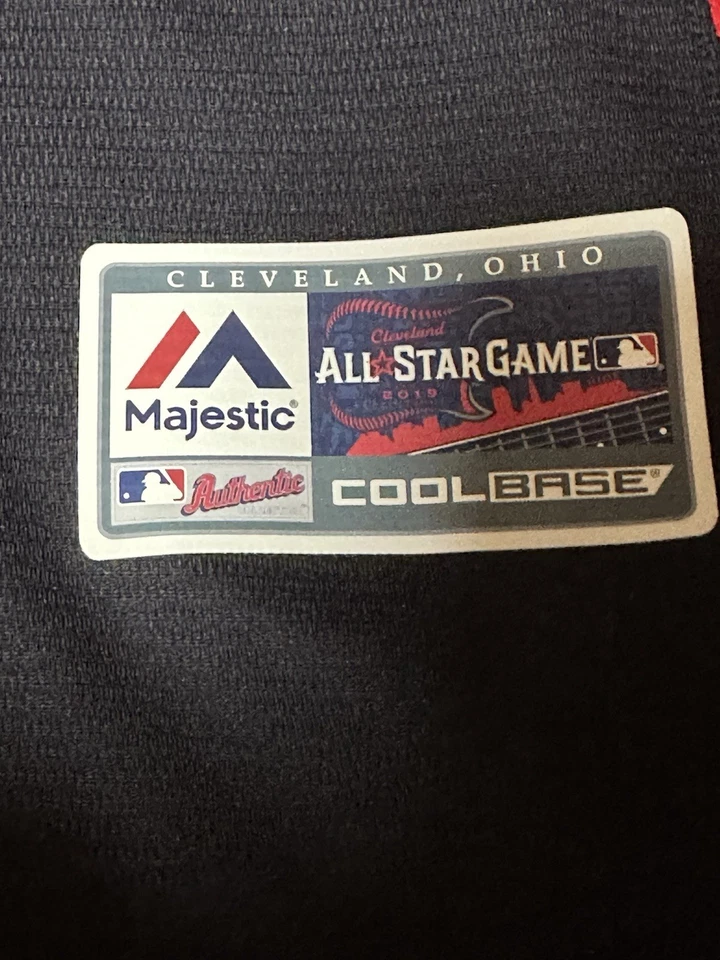 CLEVELAND, OHIO
Majestic®
Cleveland
ALL STAR GAME
2019
Authentic
COOLBASE®